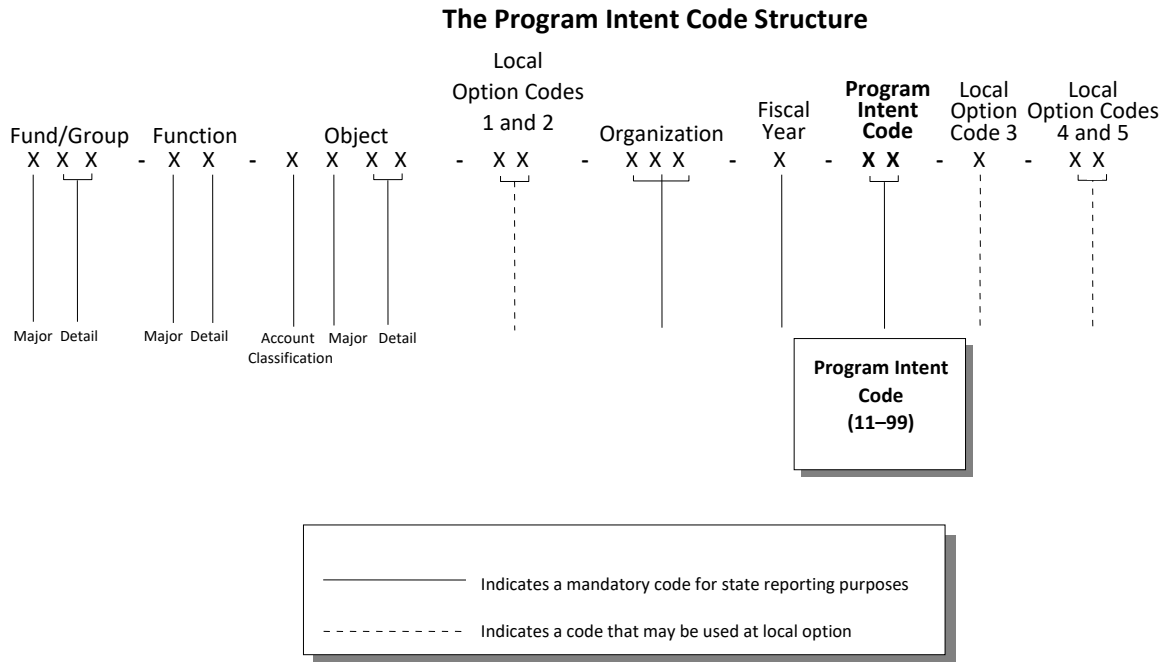 The Program Intent Code Structure
Local
Option Codes
1 and 2
Program
Intent
Code
Local
Option
Code 3
Local
Option Codes
4 and 5
Fiscal
Year
Fund/Group
Function
Object
Organization
X X X - X X - X X X X - X X - X X X - X - X X - X - X X
Major Detail
Major Detail
Account
Classification
Major Detail
Program Intent
Code
(11–99)
Indicates a mandatory code for state reporting purposes
Indicates a code that may be used at local option